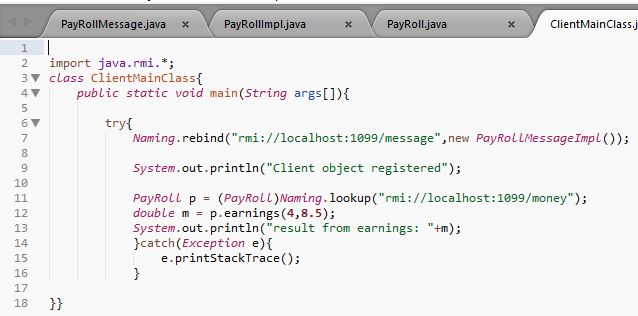 PayRollMessage.java × PayRollImpl.java × PayRoll.java × ClientMainClass.j
1
2 import java.rmi.*;
3 class ClientMainClass{
4 public static void main(String args[]){
5
6 try{
7 Naming.rebind("rmi://localhost:1099/message",new PayRollMessageImpl());
8
9 System.out.println("Client object registered");
10
11 PayRoll p = (PayRoll)Naming.lookup("rmi://localhost:1099/money");
12 double m = p.earnings(4,8.5);
13 System.out.println("result from earnings: "+m);
14 }catch(Exception e){
15 e.printStackTrace();
16 }
17
18 }}